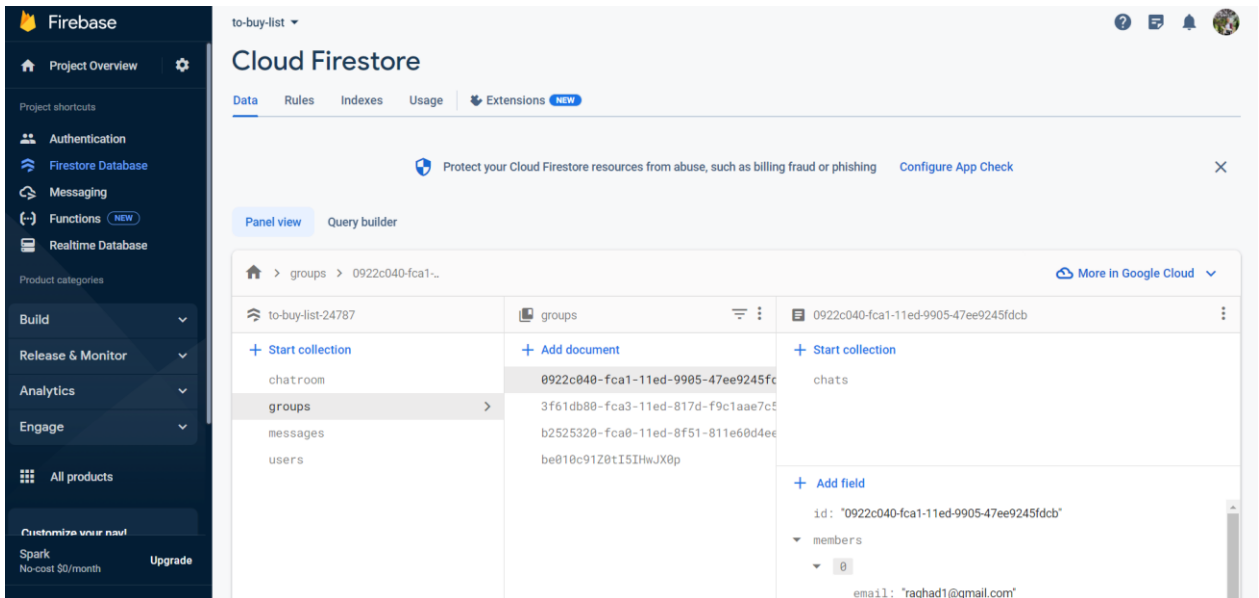 Firebase
Project Overview
Project shortcuts
Authentication
Firestore Database
Messaging
Functions NEW
Realtime Database
Product categories
Build
Release & Monitor
Analytics
Engage
All products
Customize your nav!
Spark
No-cost $0/month
Upgrade
to-buy-list
Cloud Firestore
Data Rules Indexes Usage Extensions NEW
Protect your Cloud Firestore resources from abuse, such as billing fraud or phishing Configure App Check
Panel view Query builder
groups > 0922c040-fca1-..
More in Google Cloud
to-buy-list-24787
Start collection
chatroom
groups
messages
users
groups
Add document
0922c040-fca1-11ed-9905-47ee9245fc
3f61db80-fca3-11ed-817d-f9c1aae7c5
b2525320-fca0-11ed-8f51-811e60d4ee
be010c91Z0tI5IHwJX0p
0922c040-fca1-11ed-9905-47ee9245fdcb
Start collection
chats
Add field
id: "0922c040-fca1-11ed-9905-47ee9245fdcb"
members
0
email: "raghad1@gmail.com"